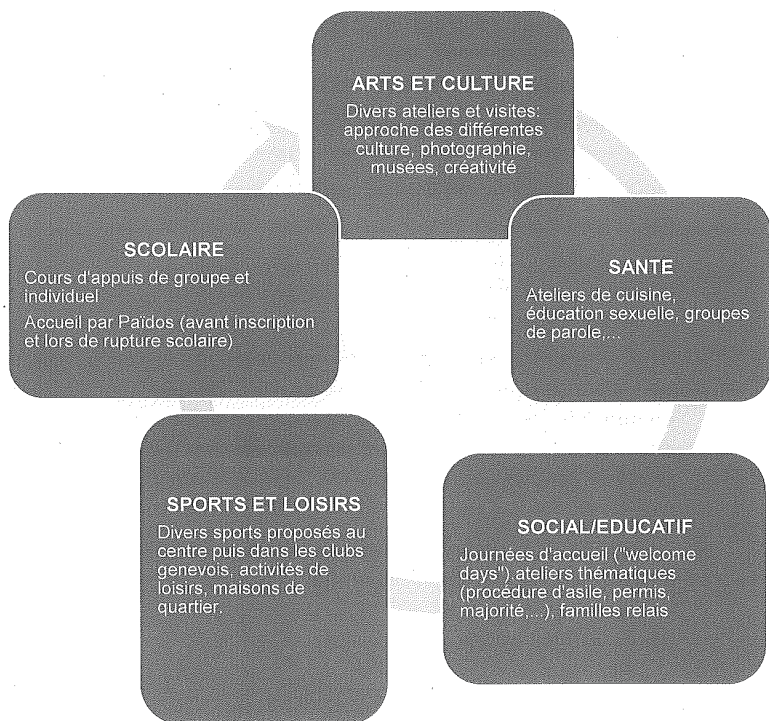 ARTS ET CULTURE
Divers ateliers et visites:
approche des différentes
culture, photographie,
musées, créativité
SANTE
Ateliers de cuisine,
éducation sexuelle, groupes
de parole,...
SOCIAL/EDUCATIF
Journées d'accueil ("welcome
days").ateliers thématiques
(procédure d'asile, permis,
majorité,...), familles relais
SPORTS ET LOISIRS
Divers sports proposés au
centre puis dans les clubs
genevois, activités de
loisirs, maisons de
quartier.
SCOLAIRE
Cours d'appuis de groupe et
individuel
Accueil par Païdos (avant inscription
et lors de rupture scolaire)